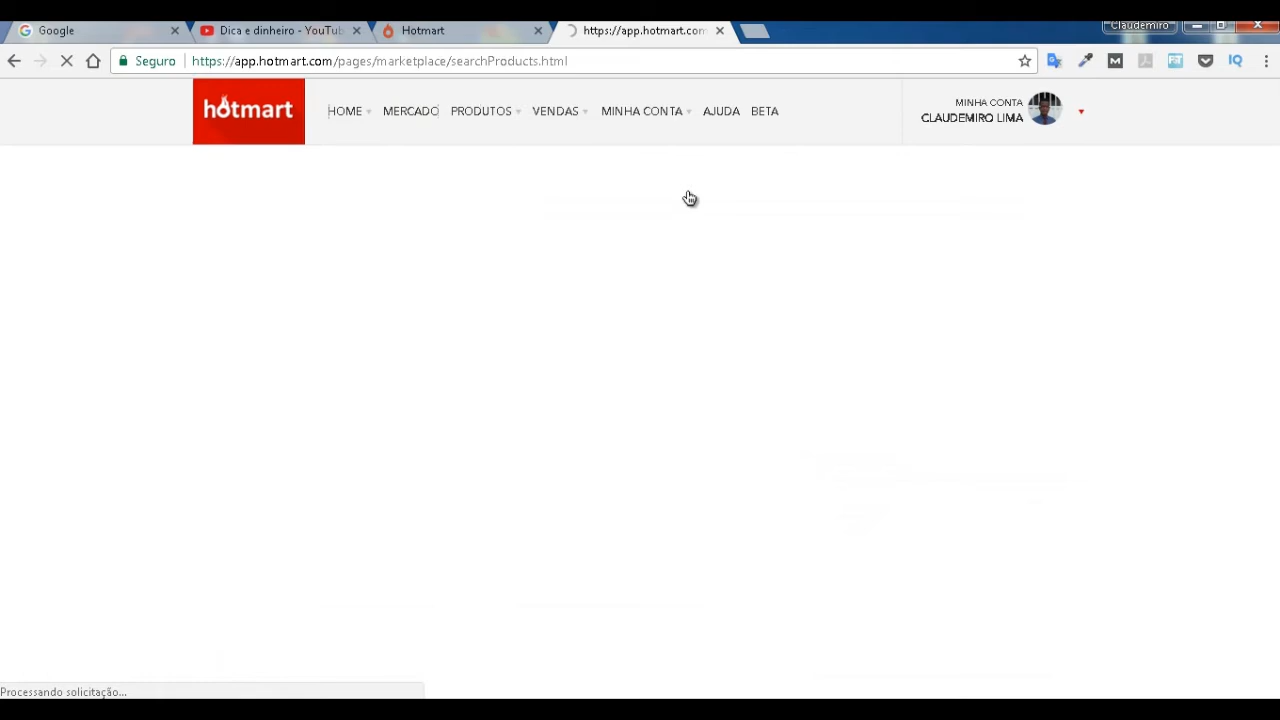 Claudemiro
Google
Dica e dinheiro - YouTub
Hotmart
https://app.hotmart.com
Seguro
https://app.hotmart.com/pages/marketplace/searchProducts.html
IQ
hotmart
HOME
MERCADO
PRODUTOS
VENDAS
MINHA CONTA
AJUDA
BETA
MINHA CONTA
CLAUDEMIRO LIMA
Processando solicitação...